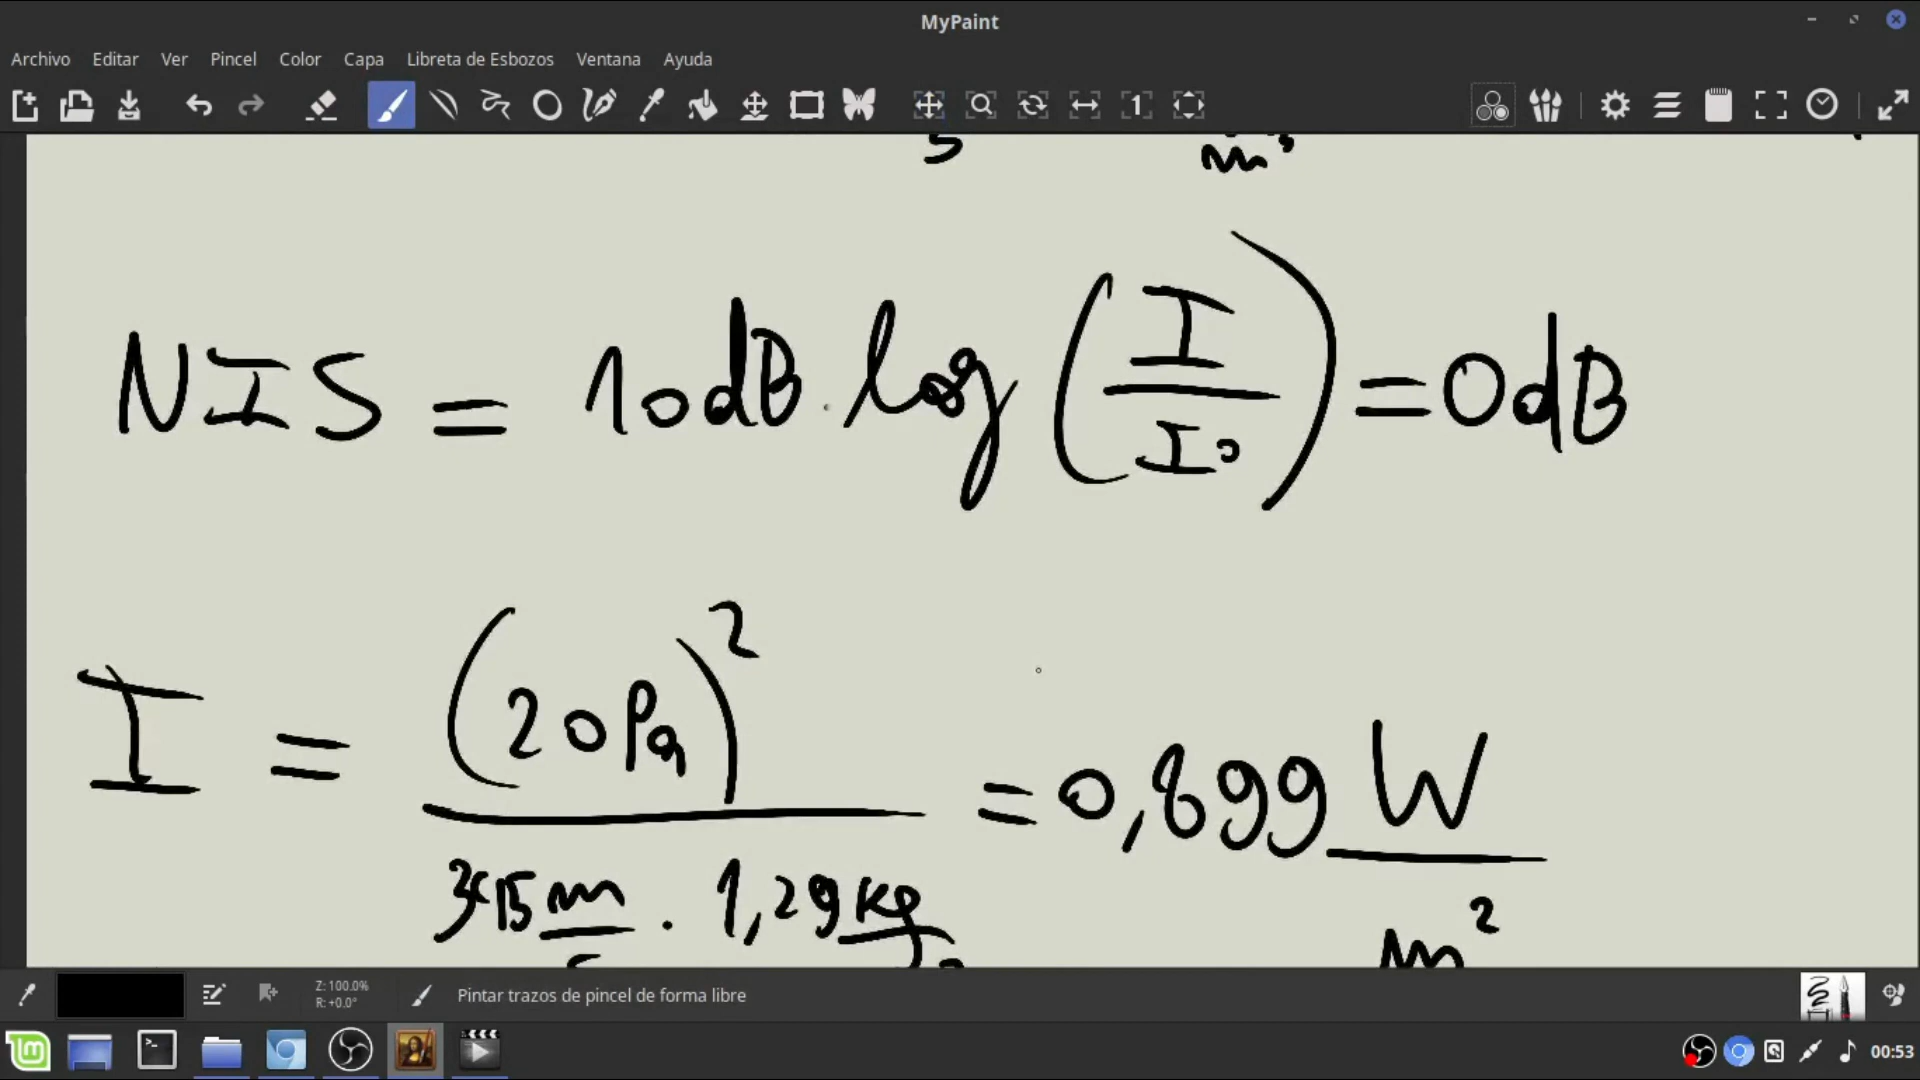 MyPaint
Archivo Editar Ver Pincel Color Capa Libreta de Esbozos Ventana Ayuda
NIS = 10dB · log (I / I0) = 0dB
I = (20Pa)² / (345 m/s · 1,29 kg = 0,899 W / m²
Z: 100.0%
R: +0.0°
Pintar trazos de pincel de forma libre
00:53